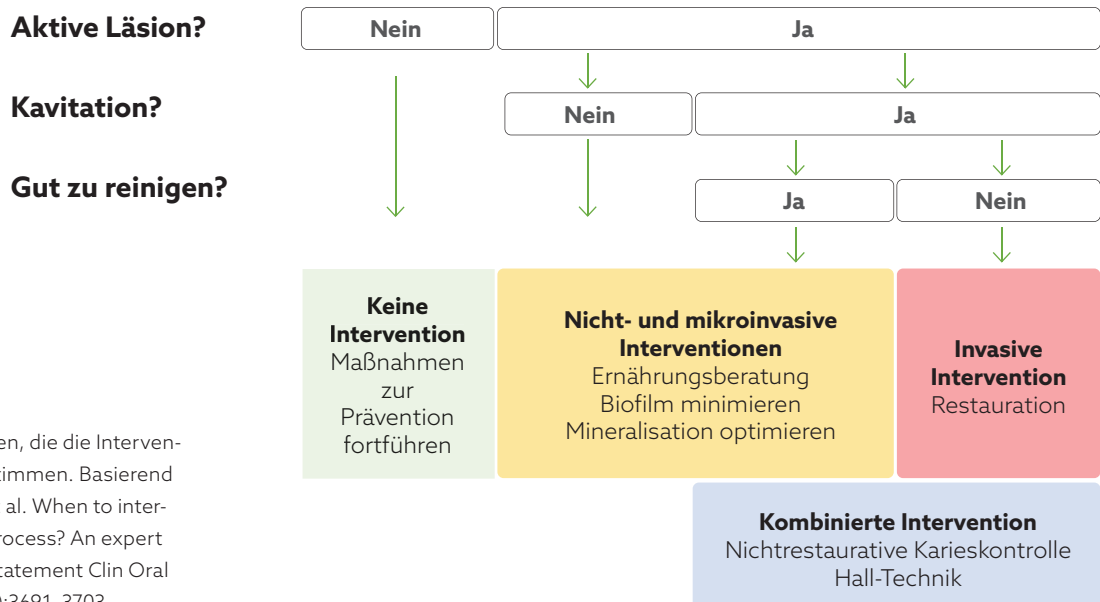 Aktive Läsion?
Nein
Ja
Kavitation?
Nein
Ja
Gut zu reinigen?
Ja
Nein
Keine
Intervention
Maßnahmen
zur
Prävention
fortführen
Nicht- und mikroinvasive
Interventionen
Ernährungsberatung
Biofilm minimieren
Mineralisation optimieren
Invasive
Intervention
Restauration
Kombinierte Intervention
Nichtrestaurative Karieskontrolle
Hall-Technik
en, die die Interven-
timmen. Basierend
al. When to inter-
rocess? An expert
tatement Clin Oral
:3691–3703